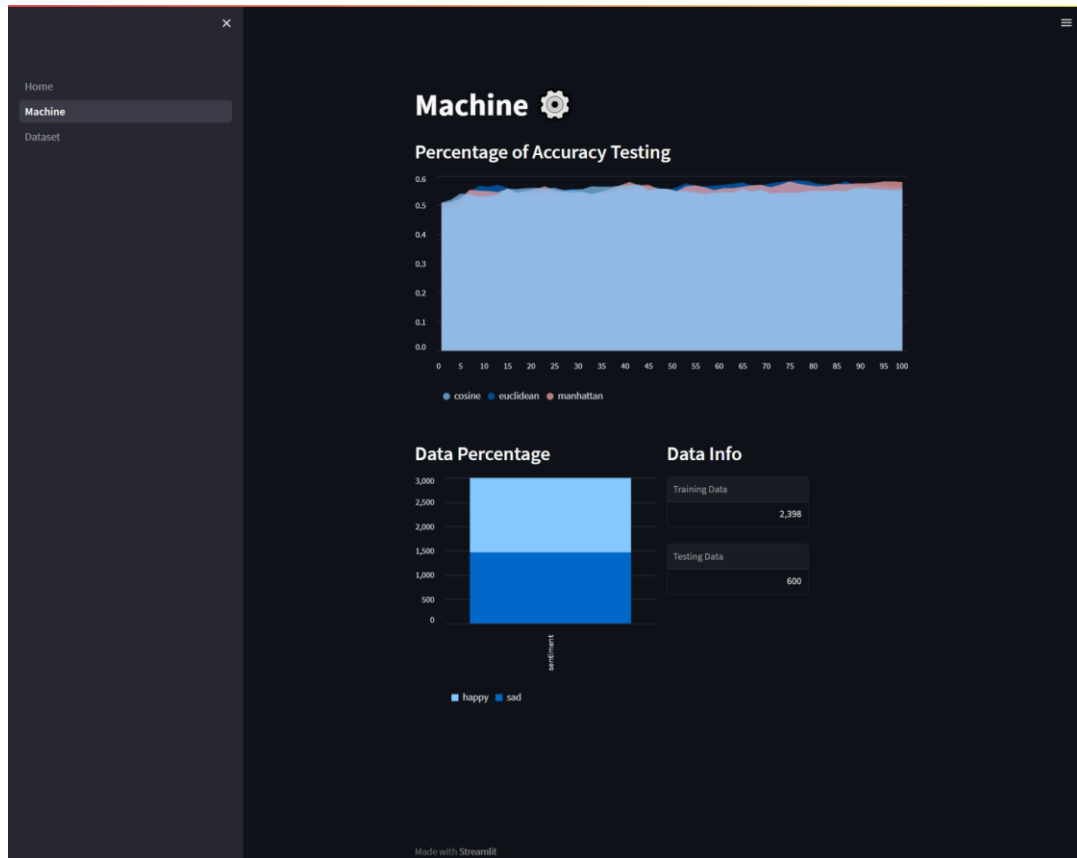 Home
Machine
Dataset
Machine
Percentage of Accuracy Testing
0.6
0.5
0.4
0.3
0.2
0.1
0.0
0 5 10 15 20 25 30 35 40 45 50 55 60 65 70 75 80 85 90 95 100
cosine euclidean manhattan
Data Percentage
3,000
2,500
2,000
1,500
1,000
500
0
sentiment
happy sad
Data Info
Training Data
2,398
Testing Data
600
Made with Streamlit